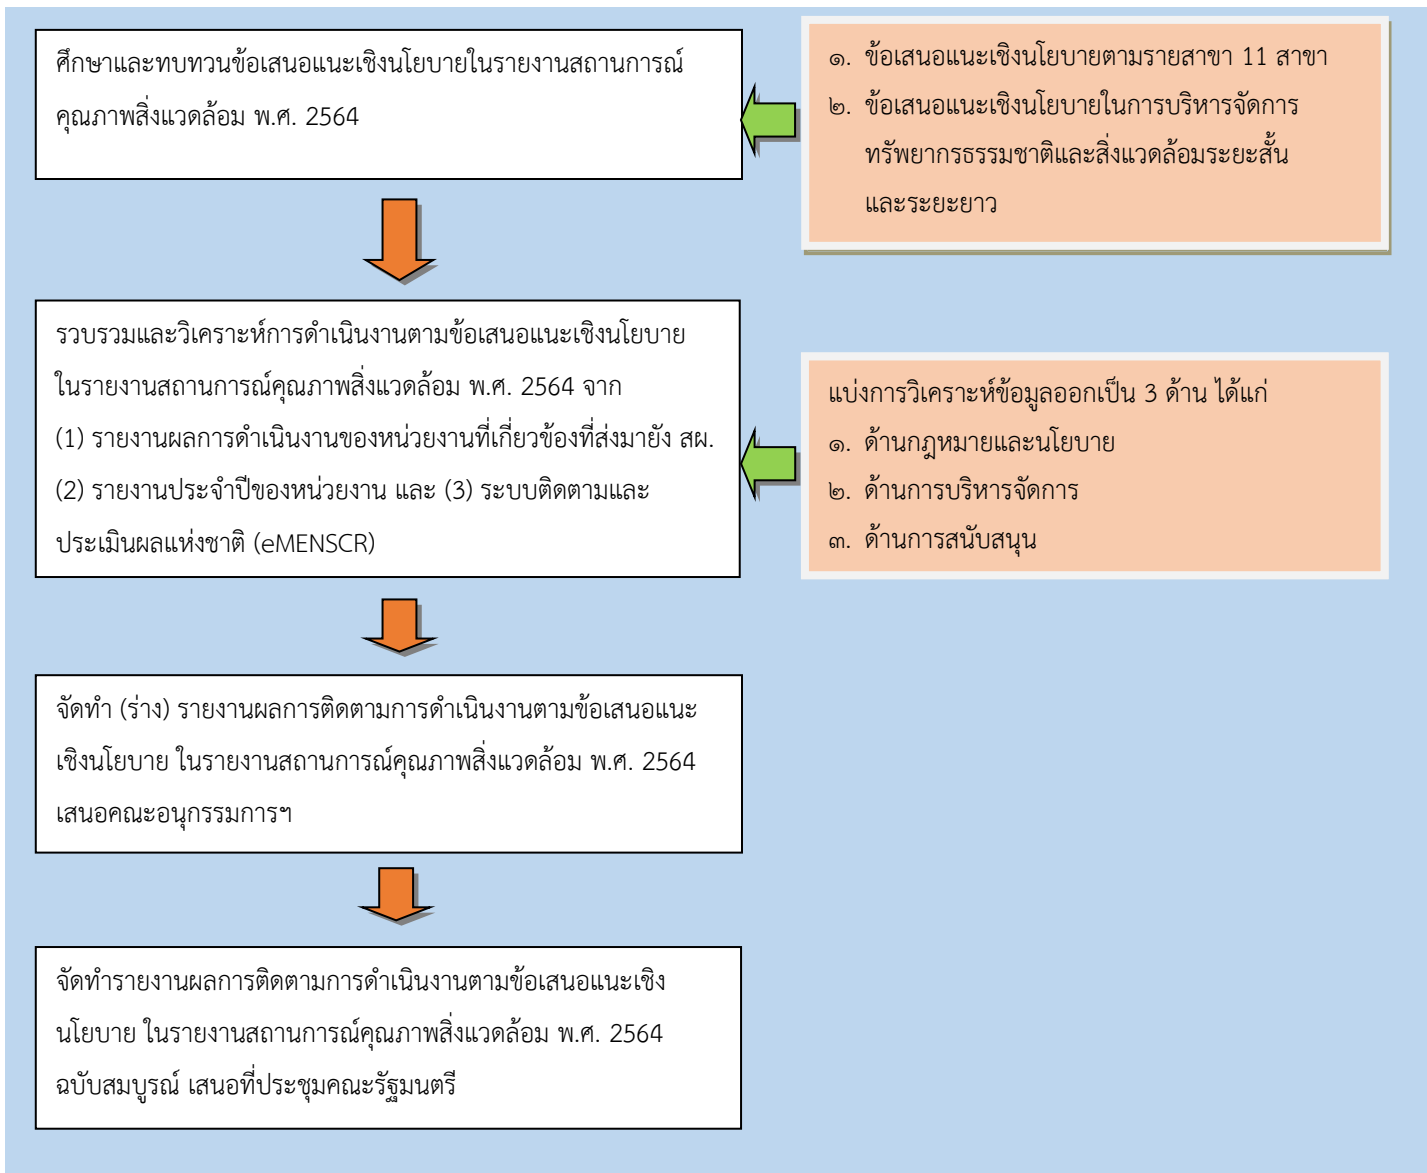 ศึกษาและทบทวนข้อเสนอแนะเชิงนโยบายในรายงานสถานการณ์
คุณภาพสิ่งแวดล้อม พ.ศ. 2564
๑. ข้อเสนอแนะเชิงนโยบายตามรายสาขา 11 สาขา
๒. ข้อเสนอแนะเชิงนโยบายในการบริหารจัดการ
ทรัพยากรธรรมชาติและสิ่งแวดล้อมระยะสั้น
และระยะยาว
รวบรวมและวิเคราะห์การดำเนินงานตามข้อเสนอแนะเชิงนโยบาย
ในรายงานสถานการณ์คุณภาพสิ่งแวดล้อม พ.ศ. 2564 จาก
(1) รายงานผลการดำเนินงานของหน่วยงานที่เกี่ยวข้องที่ส่งมายัง สผ.
(2) รายงานประจำปีของหน่วยงาน และ (3) ระบบติดตามและ
ประเมินผลแห่งชาติ (eMENSCR)
แบ่งการวิเคราะห์ข้อมูลออกเป็น 3 ด้าน ได้แก่
๑. ด้านกฎหมายและนโยบาย
๒. ด้านการบริหารจัดการ
๓. ด้านการสนับสนุน
จัดทำ (ร่าง) รายงานผลการติดตามการดำเนินงานตามข้อเสนอแนะ
เชิงนโยบาย ในรายงานสถานการณ์คุณภาพสิ่งแวดล้อม พ.ศ. 2564
เสนอคณะอนุกรรมการฯ
จัดทำรายงานผลการติดตามการดำเนินงานตามข้อเสนอแนะเชิง
นโยบาย ในรายงานสถานการณ์คุณภาพสิ่งแวดล้อม พ.ศ. 2564
ฉบับสมบูรณ์ เสนอที่ประชุมคณะรัฐมนตรี